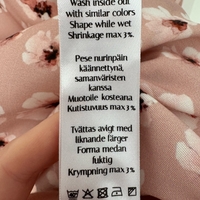 Wash inside out
with similar colors
Shape while wet
Shrinkage max 3%
Pese nurinpäin
käännettynä,
samanväristen
kanssa
Muotoile kosteana
Kutistuvuus max 3%
Tvättas avigt med
liknande färger
Forma medan
fuktig
Krympning max 3%